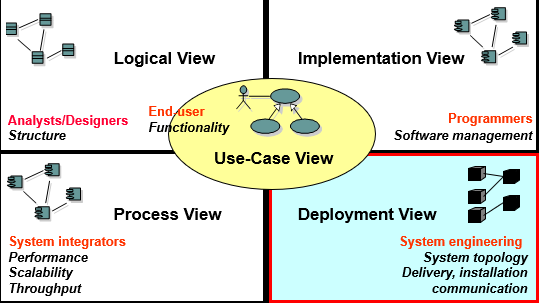 Logical View
Implementation View
Analysts/Designers
Structure
End-user
Functionality
Programmers
Software management
Use-Case View
Process View
Deployment View
System integrators
Performance
Scalability
Throughput
System engineering
System topology
Delivery, installation
communication